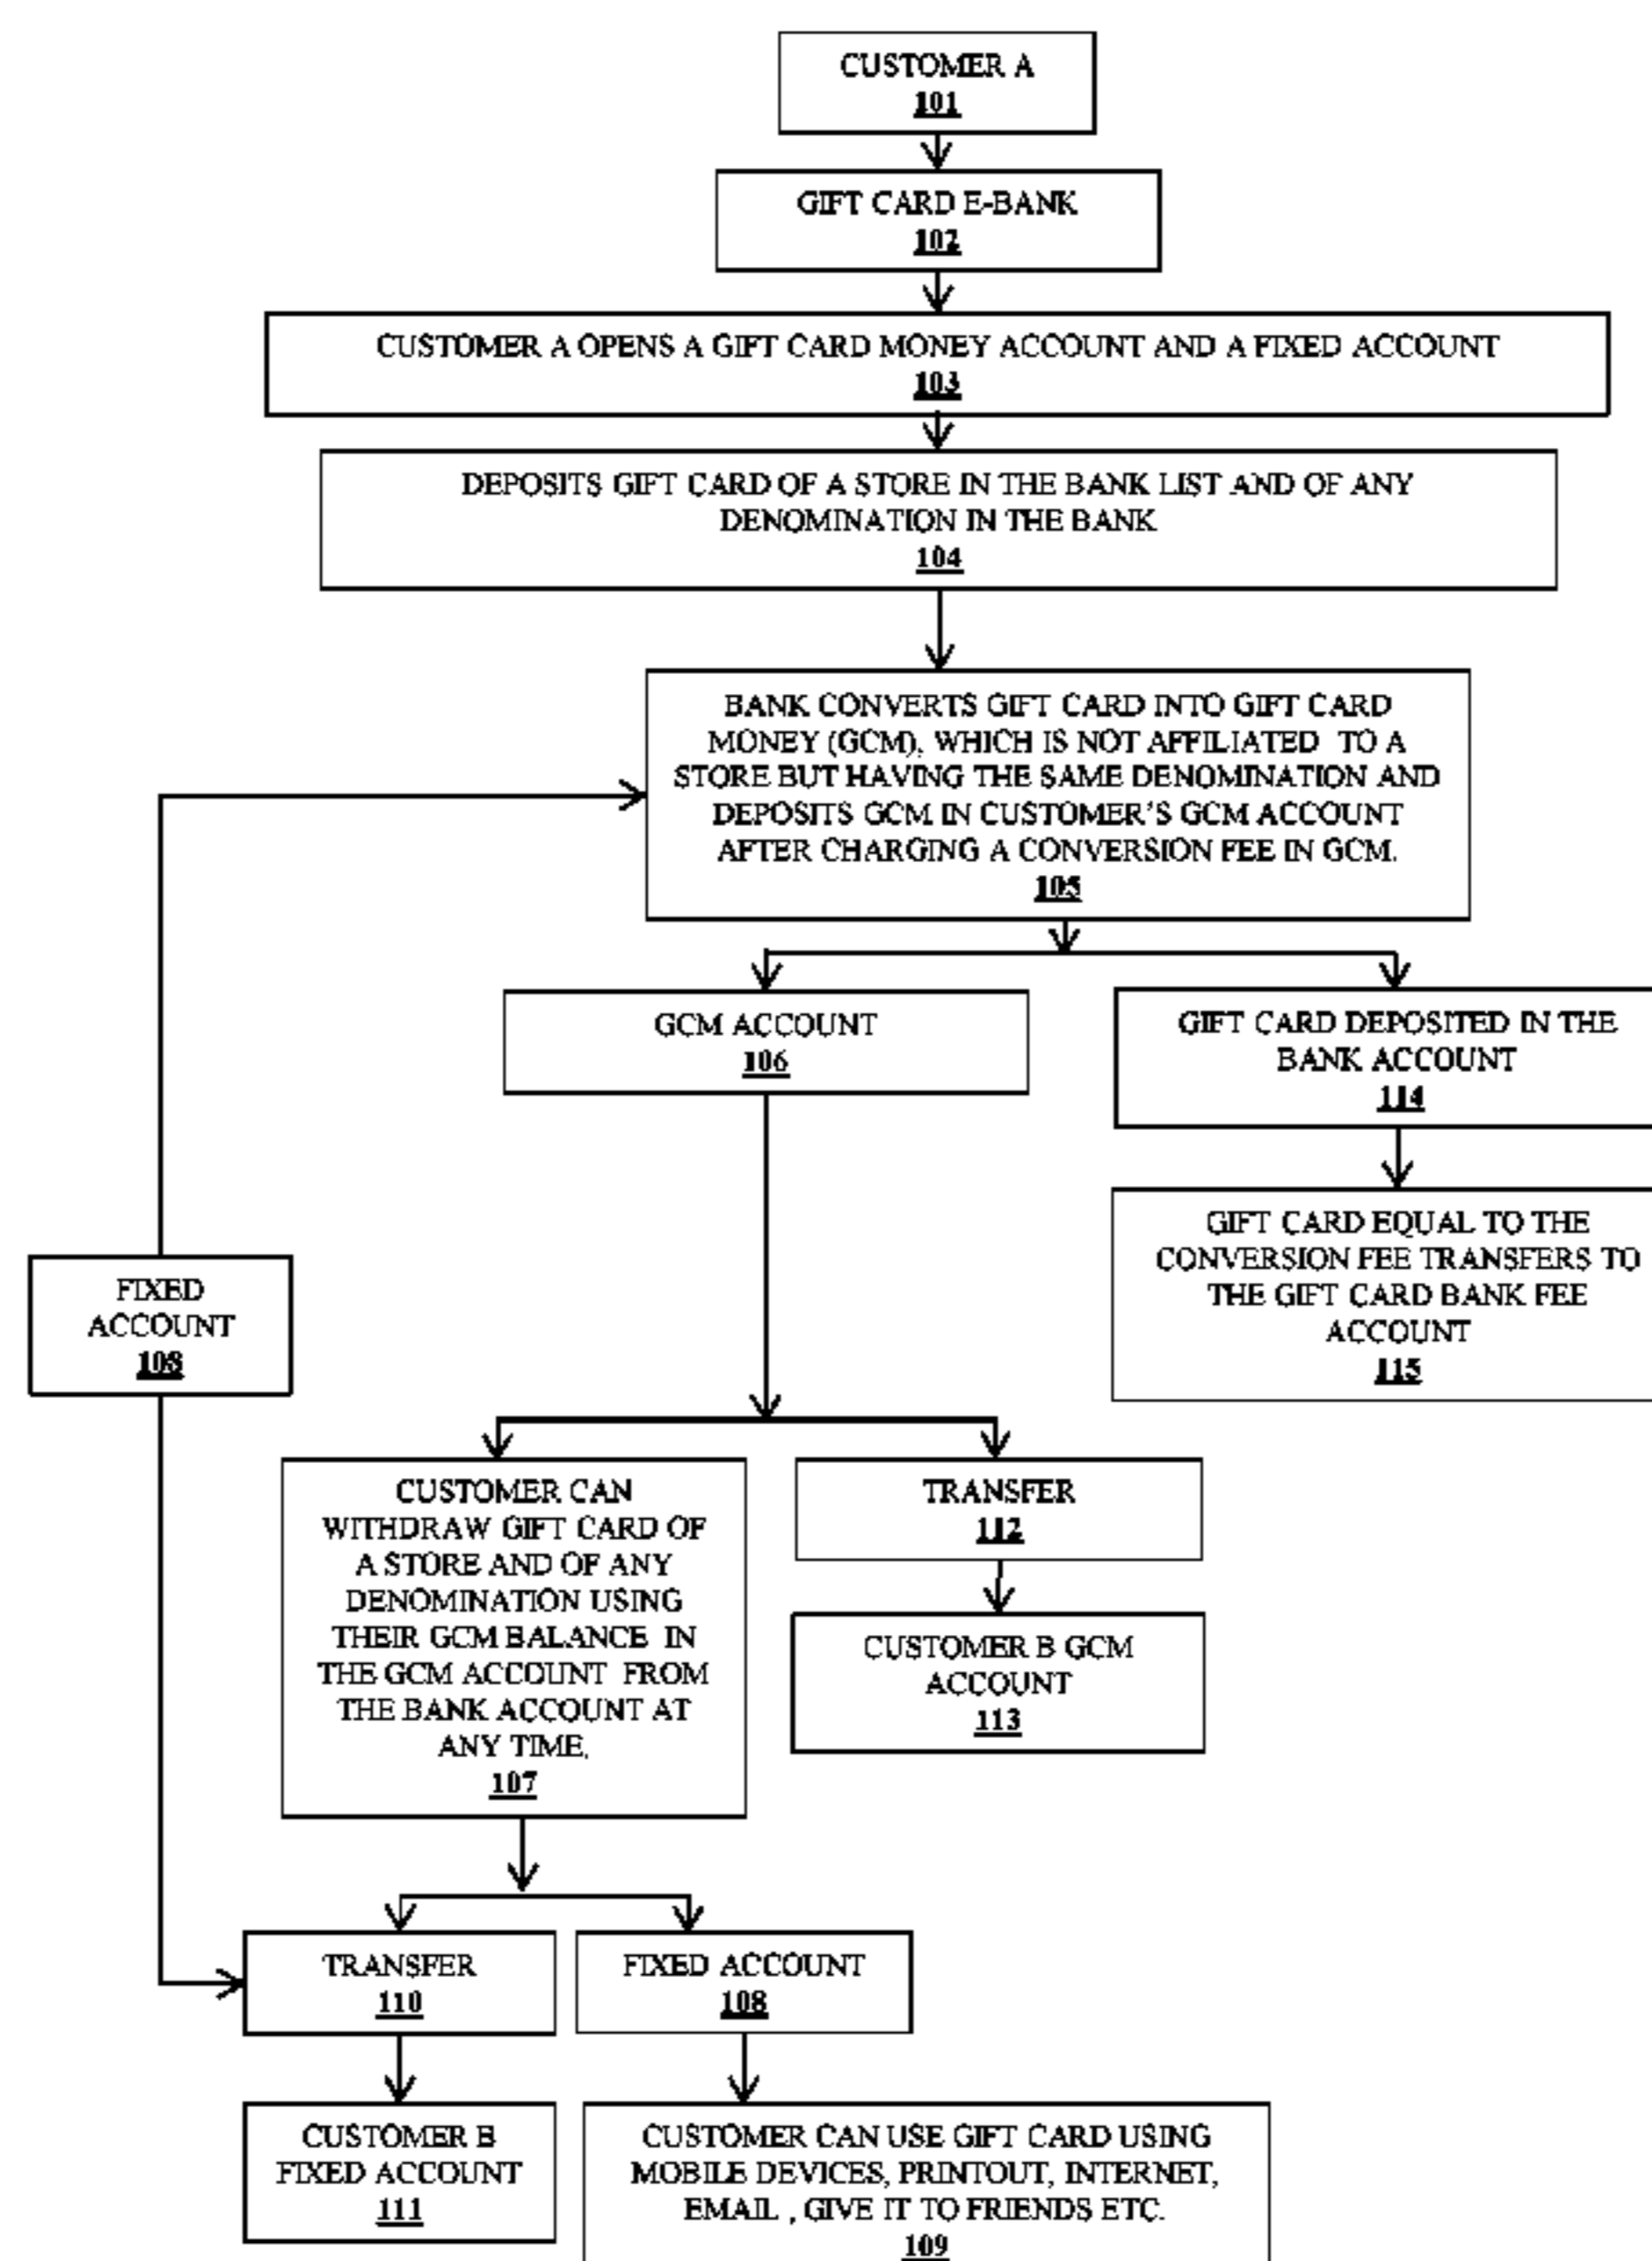 CUSTOMER A
101
GIFT CARD E-BANK
102
CUSTOMER A OPENS A GIFT CARD MONEY ACCOUNT AND A FIXED ACCOUNT
103
DEPOSITS GIFT CARD OF A STORE IN THE BANK LIST AND OF ANY
DENOMINATION IN THE BANK
104
BANK CONVERTS GIFT CARD INTO GIFT CARD
MONEY (GCM), WHICH IS NOT AFFILIATED TO A
STORE BUT HAVING THE SAME DENOMINATION AND
DEPOSITS GCM IN CUSTOMER'S GCM ACCOUNT
AFTER CHARGING A CONVERSION FEE IN GCM.
105
GCM ACCOUNT
106
GIFT CARD DEPOSITED IN THE
BANK ACCOUNT
114
GIFT CARD EQUAL TO THE
CONVERSION FEE TRANSFERS TO
THE GIFT CARD BANK FEE
ACCOUNT
115
FIXED
ACCOUNT
108
CUSTOMER CAN
WITHDRAW GIFT CARD OF
A STORE AND OF ANY
DENOMINATION USING
THEIR GCM BALANCE IN
THE GCM ACCOUNT FROM
THE BANK ACCOUNT AT
ANY TIME.
107
TRANSFER
112
CUSTOMER B GCM
ACCOUNT
113
TRANSFER
110
FIXED ACCOUNT
108
CUSTOMER B
FIXED ACCOUNT
111
CUSTOMER CAN USE GIFT CARD USING
MOBILE DEVICES, PRINTOUT, INTERNET,
EMAIL , GIVE IT TO FRIENDS ETC.
109